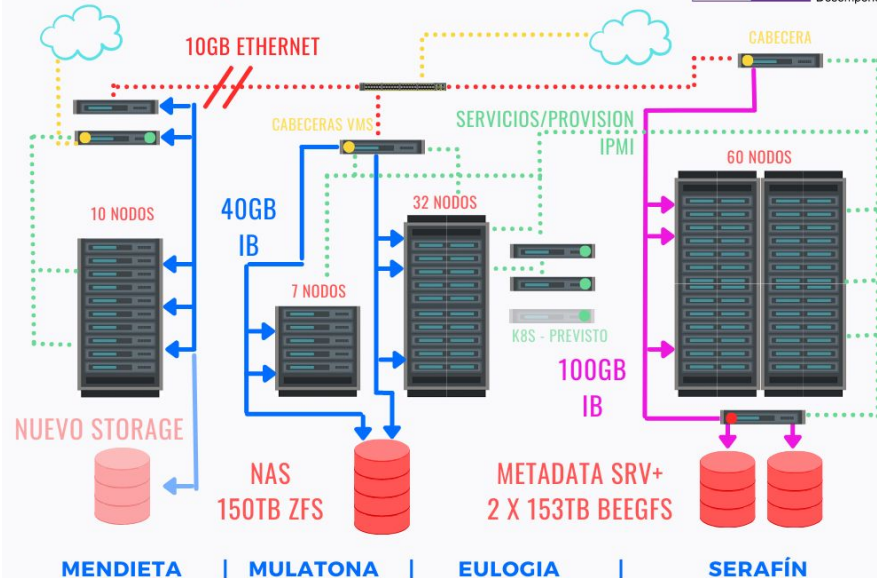 Desempeño
10GB ETHERNET
CABECERA
CABECERAS VMS
SERVICIOS/PROVISION
IPMI
60 NODOS
10 NODOS
40GB
IB
32 NODOS
7 NODOS
K8S - PREVISTO
100GB
IB
NUEVO STORAGE
NAS
150TB ZFS
METADATA SRV+
2 X 153TB BEEGFS
MENDIETA | MULATONA | EULOGIA | SERAFÍN